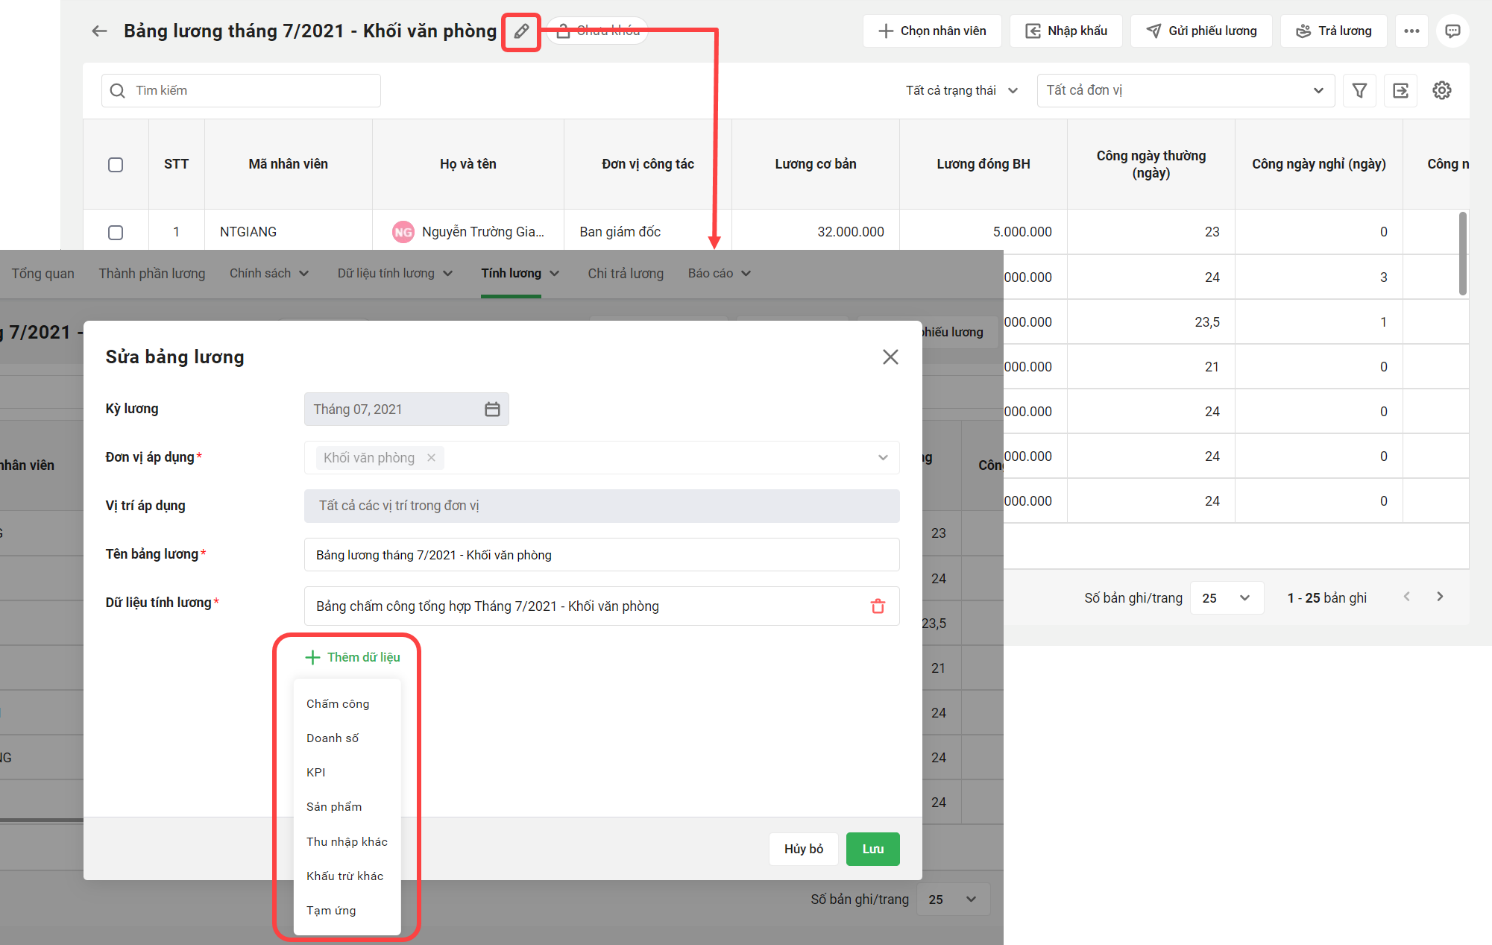 Bảng lương tháng 7/2021 - Khối văn phòng
Chưa khóa
Chọn nhân viên
Nhập khẩu
Gửi phiếu lương
Trả lương
Tìm kiếm
Tất cả trạng thái
Tất cả đơn vị
STT
Mã nhân viên
Họ và tên
Đơn vị công tác
Lương cơ bản
Lương đóng BH
Công ngày thường
(ngày)
Công ngày nghỉ (ngày)
Công n
1
NTGIANG
NG
Nguyễn Trường Gia...
Ban giám đốc
32.000.000
5.000.000
23
0
000.000
24
3
000.000
23,5
1
000.000
21
0
000.000
24
0
000.000
24
0
000.000
24
0
Số bản ghi/trang
25
1 - 25 bản ghi
Tổng quan
Thành phần lương
Chính sách
Dữ liệu tính lương
Tính lương
Chi trả lương
Báo cáo
7/2021 -
hiếu lương
Sửa bảng lương
Kỳ lương
Tháng 07, 2021
Đơn vị áp dụng*
Khối văn phòng
Vị trí áp dụng
Tất cả các vị trí trong đơn vị
Tên bảng lương*
Bảng lương tháng 7/2021 - Khối văn phòng
Dữ liệu tính lương*
Bảng chấm công tổng hợp Tháng 7/2021 - Khối văn phòng
Thêm dữ liệu
Chấm công
Doanh số
KPI
Sản phẩm
Thu nhập khác
Khấu trừ khác
Tạm ứng
Hủy bỏ
Lưu
nhân viên
ng
Côn
23
24
23,5
21
24
NG
24
24
Số bản ghi/trang
25